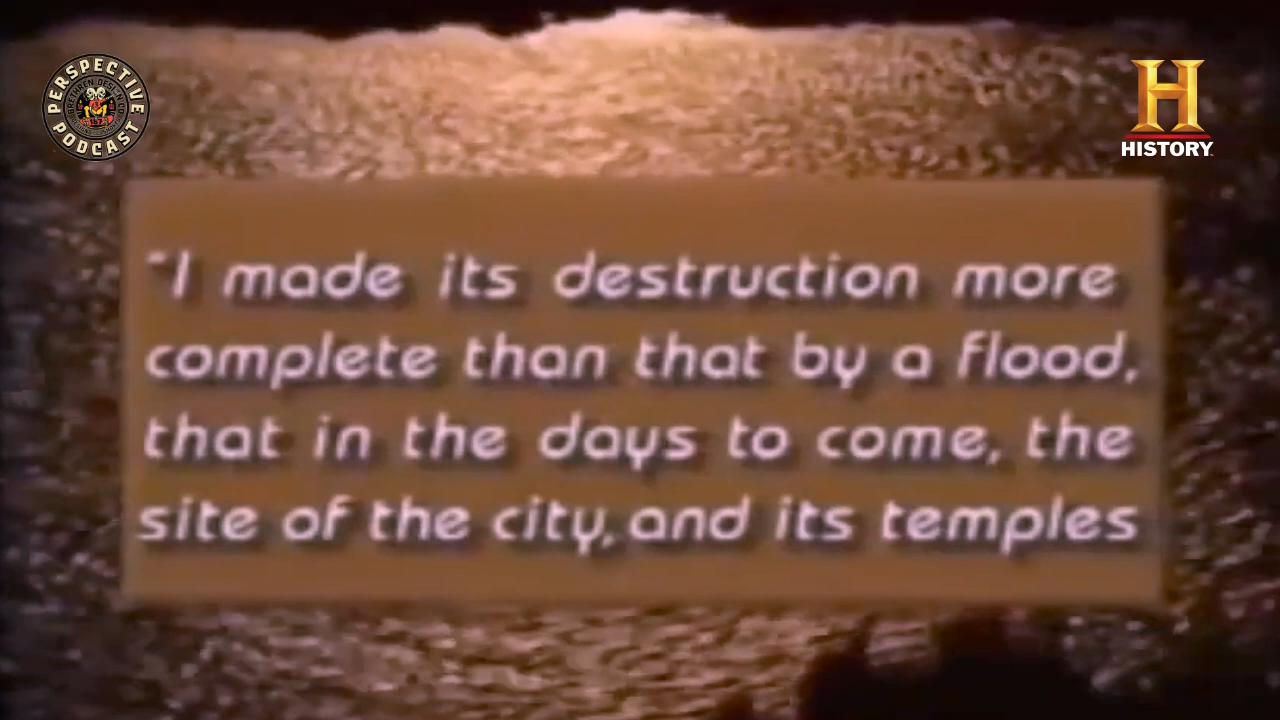 PERSPECTIVE
PODCAST
H
HISTORY
"I made its destruction more
complete than that by a flood,
that in the days to come, the
site of the city, and its temples